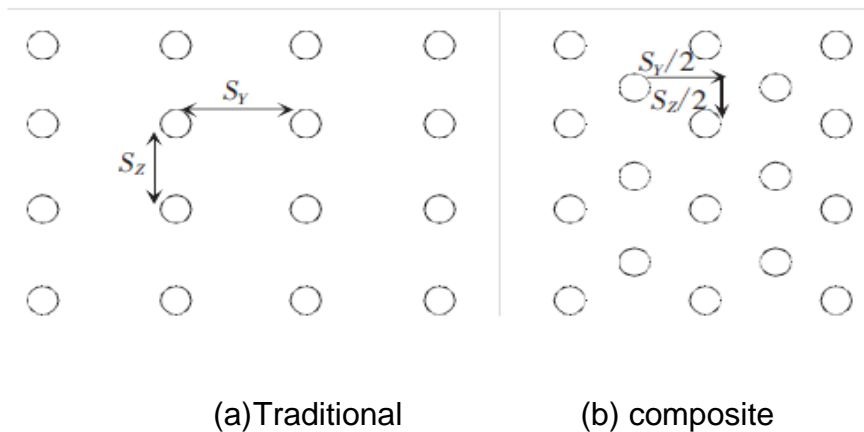 S_Y
S_Z
S_Y/2
S_Z/2
(a)Traditional
(b) composite